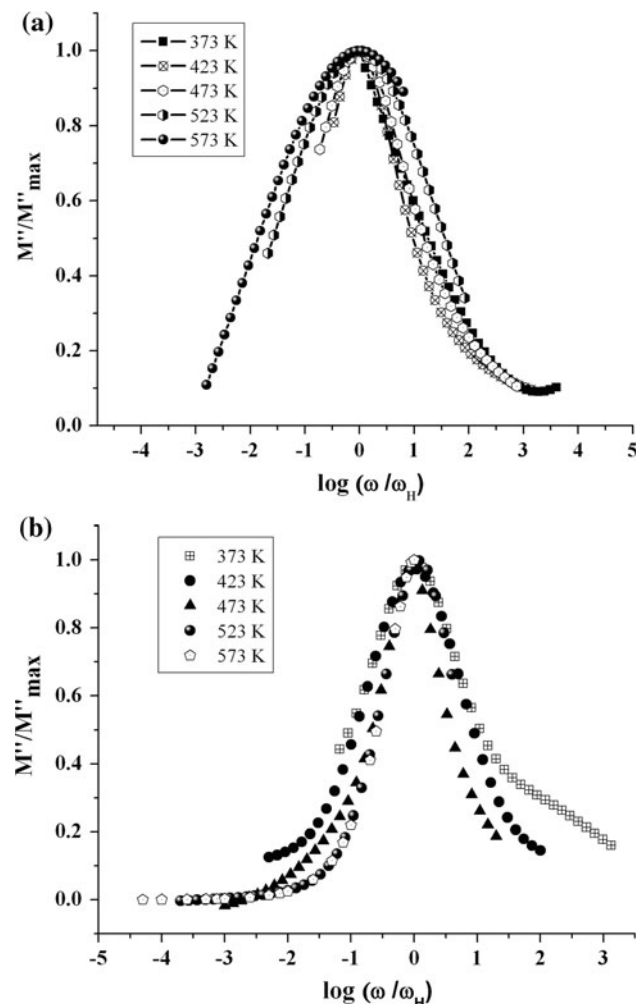 (a)
373 K
423 K
473 K
523 K
573 K
M''/M''max
1.0
0.8
0.6
0.4
0.2
0.0
-4 -3 -2 -1 0 1 2 3 4 5
log (ω /ωH)
(b)
373 K
423 K
473 K
523 K
573 K
M''/M''max
1.0
0.8
0.6
0.4
0.2
0.0
-5 -4 -3 -2 -1 0 1 2 3
log (ω /ωH)